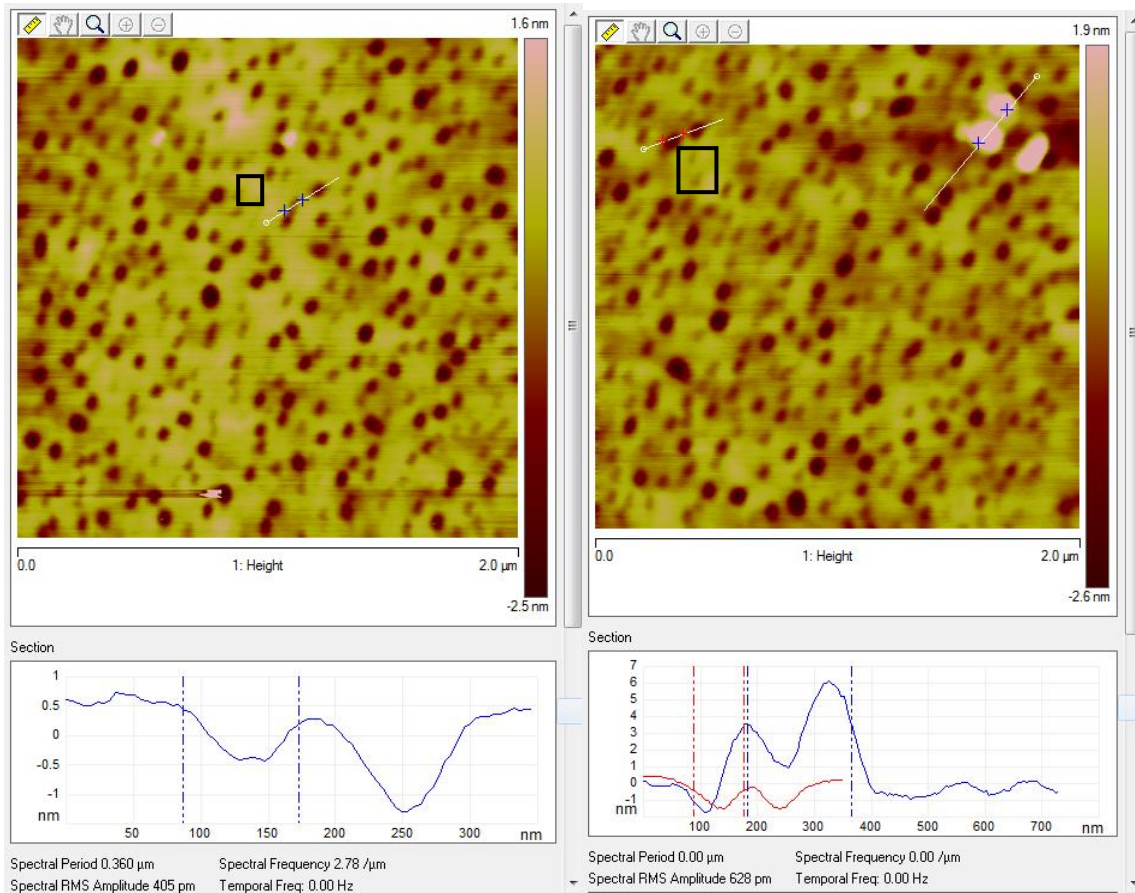 1.6 nm
0.0 1: Height 2.0 µm
-2.5 nm
Section
1
0.5
0
-0.5
-1
nm
50 100 150 200 250 300 nm
Spectral Period 0.360 µm Spectral Frequency 2.78 /µm
Spectral RMS Amplitude 405 pm Temporal Freq: 0.00 Hz
1.9 nm
0.0 1: Height 2.0 µm
-2.6 nm
Section
7
6
5
4
3
2
1
0
-1
nm
100 200 300 400 500 600 700 nm
Spectral Period 0.00 µm Spectral Frequency 0.00 /µm
Spectral RMS Amplitude 628 pm Temporal Freq: 0.00 Hz